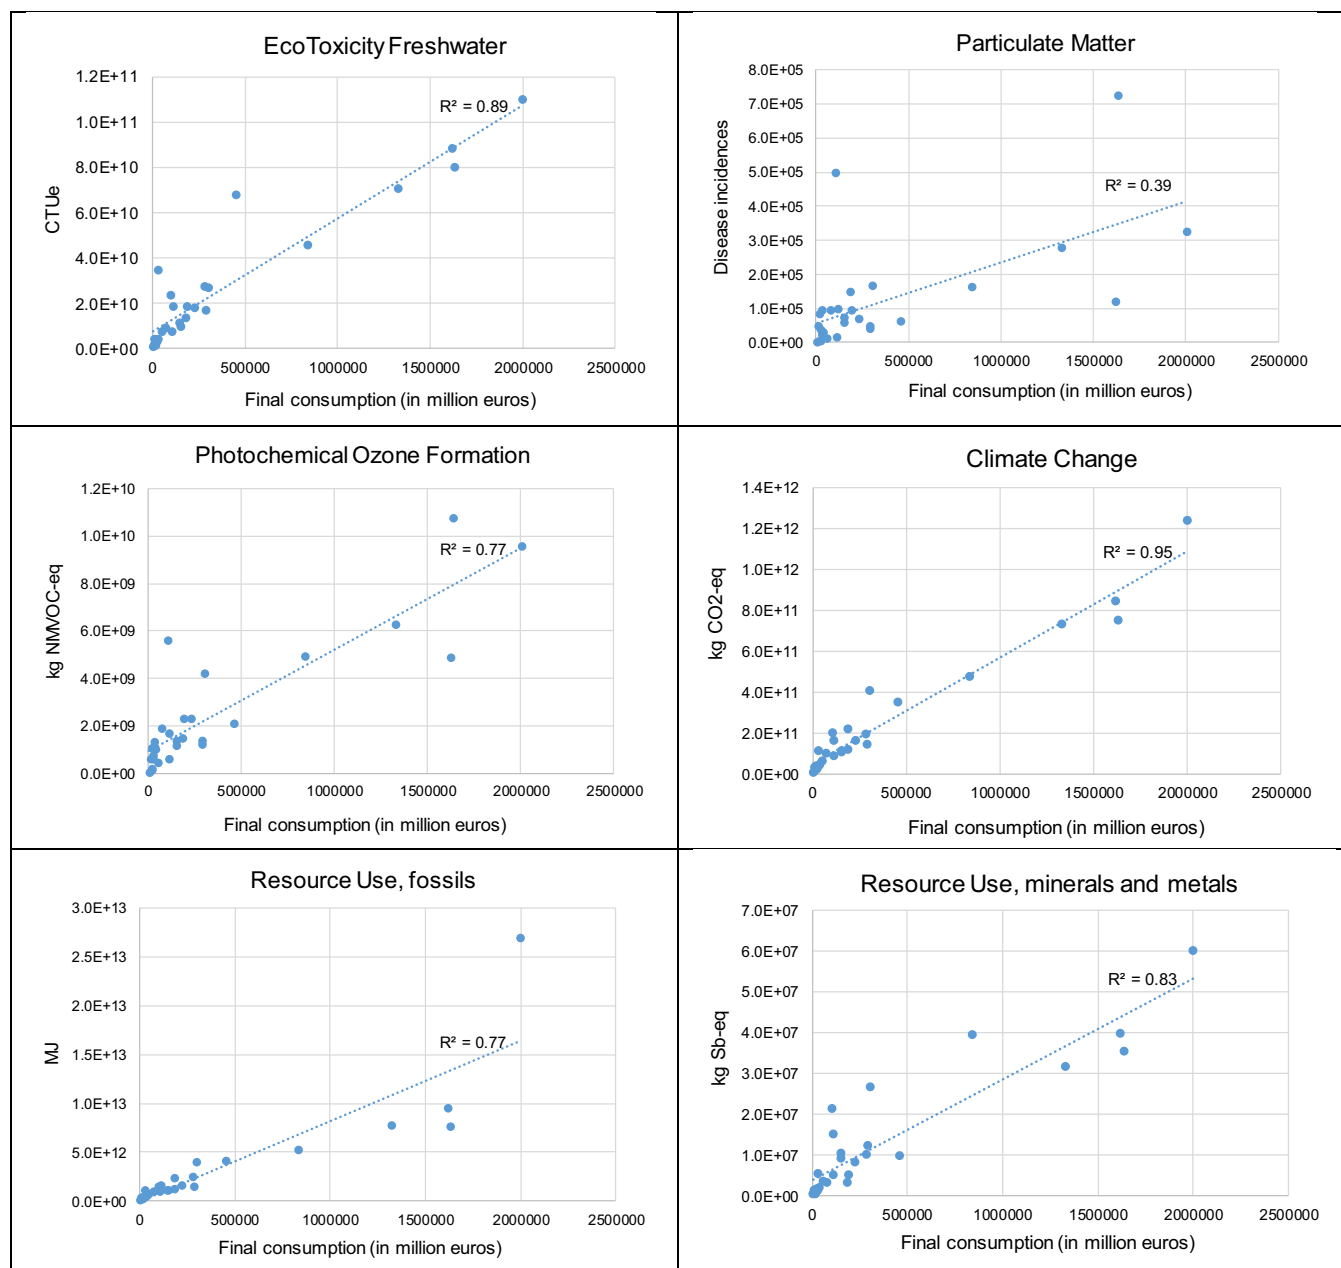 EcoToxicity Freshwater
1.2E+11
1.0E+11
8.0E+10
6.0E+10
4.0E+10
2.0E+10
0.0E+00
CTUe
R² = 0.89
0 500000 1000000 1500000 2000000 2500000
Final consumption (in million euros)
Particulate Matter
8.0E+05
7.0E+05
6.0E+05
5.0E+05
4.0E+05
3.0E+05
2.0E+05
1.0E+05
0.0E+00
Disease incidences
R² = 0.39
0 500000 1000000 1500000 2000000 2500000
Final consumption (in million euros)
Photochemical Ozone Formation
1.2E+10
1.0E+10
8.0E+09
6.0E+09
4.0E+09
2.0E+09
0.0E+00
kg NMVOC-eq
R² = 0.77
0 500000 1000000 1500000 2000000 2500000
Final consumption (in million euros)
Climate Change
1.4E+12
1.2E+12
1.0E+12
8.0E+11
6.0E+11
4.0E+11
2.0E+11
0.0E+00
kg CO2-eq
R² = 0.95
0 500000 1000000 1500000 2000000 2500000
Final consumption (in million euros)
Resource Use, fossils
3.0E+13
2.5E+13
2.0E+13
1.5E+13
1.0E+13
5.0E+12
0.0E+00
MJ
R² = 0.77
0 500000 1000000 1500000 2000000 2500000
Final consumption (in million euros)
Resource Use, minerals and metals
7.0E+07
6.0E+07
5.0E+07
4.0E+07
3.0E+07
2.0E+07
1.0E+07
0.0E+00
kg Sb-eq
R² = 0.83
0 500000 1000000 1500000 2000000 2500000
Final consumption (in million euros)